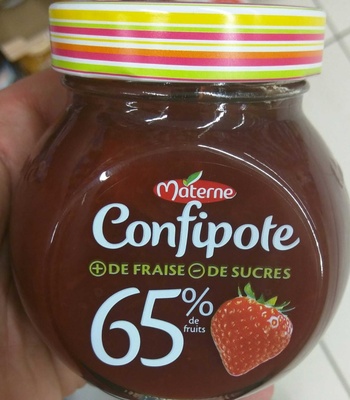 Materne
Confipote
+ DE FRAISE - DE SUCRES
65%
de
fruits